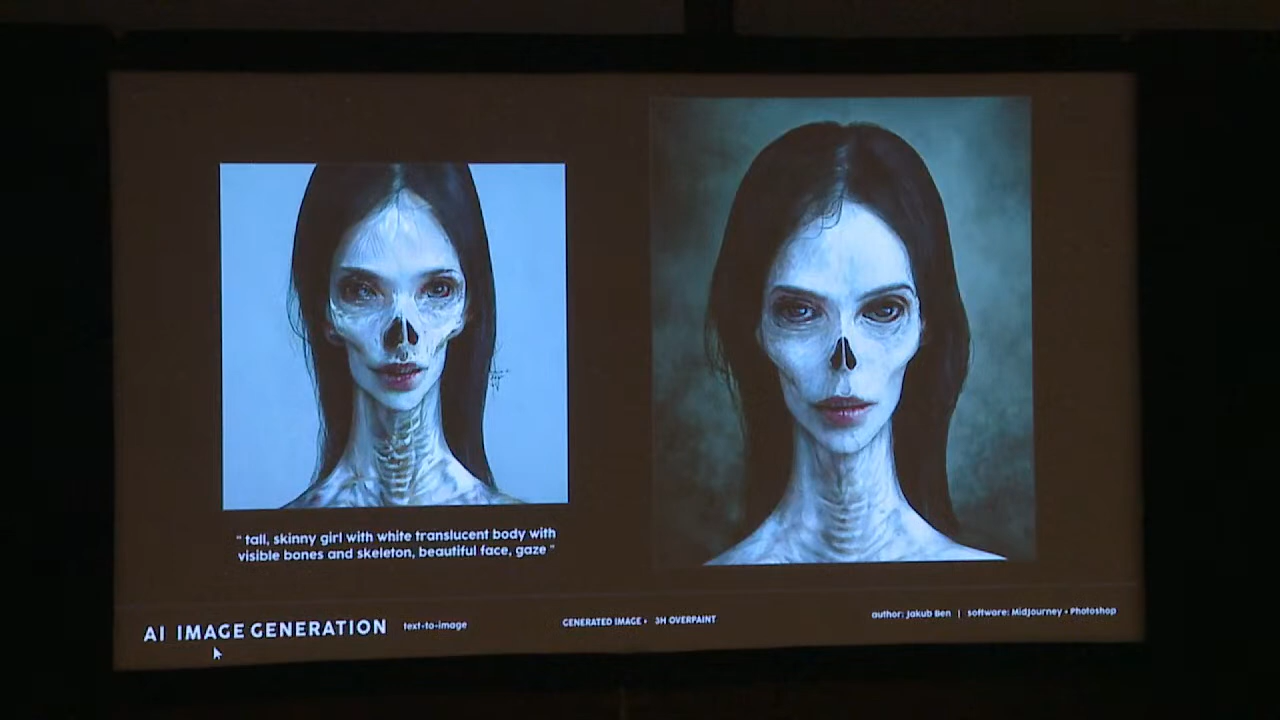 " tall, skinny girl with white translucent body with
visible bones and skeleton, beautiful face, gaze "
AI IMAGE GENERATION
text-to-image
GENERATED IMAGE + 3H OVERPAINT
author: Jakub Ben | software: MidJourney + Photoshop